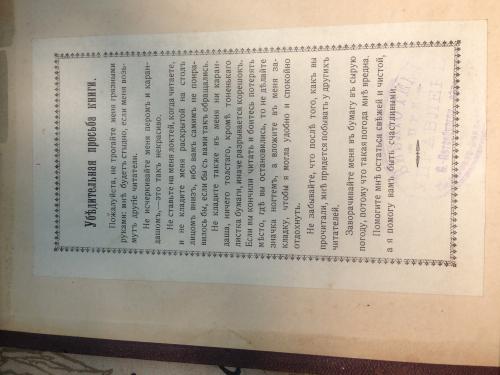 Убѣдительная просьба книги.
Пожалуйста, не трогайте меня грязными
руками: мнѣ будетъ стыдно, если меня возь-
мутъ другіе читатели.
Не исчеркивайте меня перомъ и каран-
дашомъ,—это такъ некрасиво.
Не ставьте на меня локтей, когда читаете,
и не кладите меня раскрытой на столъ
лицомъ внизъ, ибо вамъ самимъ не понра-
вилось бы, если бы съ вами такъ обращались.
Не кладите также въ меня ни каран-
даша, ничего толстаго, кромѣ тоненькаго
листка бумаги, иначе разрывается корешокъ.
Если вы кончили читать и боитесь потерять
мѣсто, гдѣ вы остановились, то не дѣлайте
значка ногтемъ, а вложите въ меня за-
кладку, чтобы я могла удобно и спокойно
отдохнуть.
Не забывайте, что послѣ того, какъ вы
прочитали, мнѣ придется побывать у другихъ
читателей.
Заворачивайте меня въ бумагу въ сырую
погоду, потому что такая погода мнѣ вредна.
Помогите мнѣ остаться свѣжей и чистой,
а я помогу вамъ быть счастливыми.